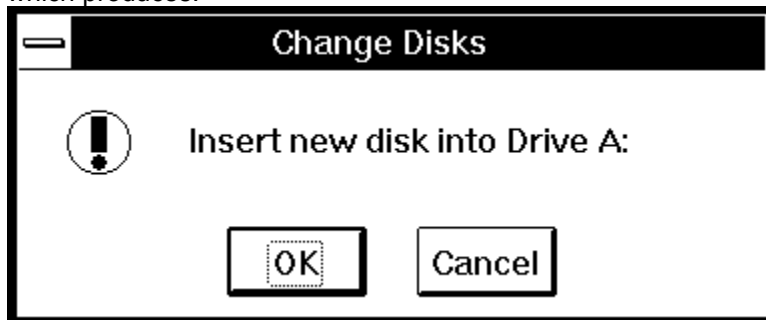 which produces:
Change Disks
Insert new disk into Drive A:
OK Cancel